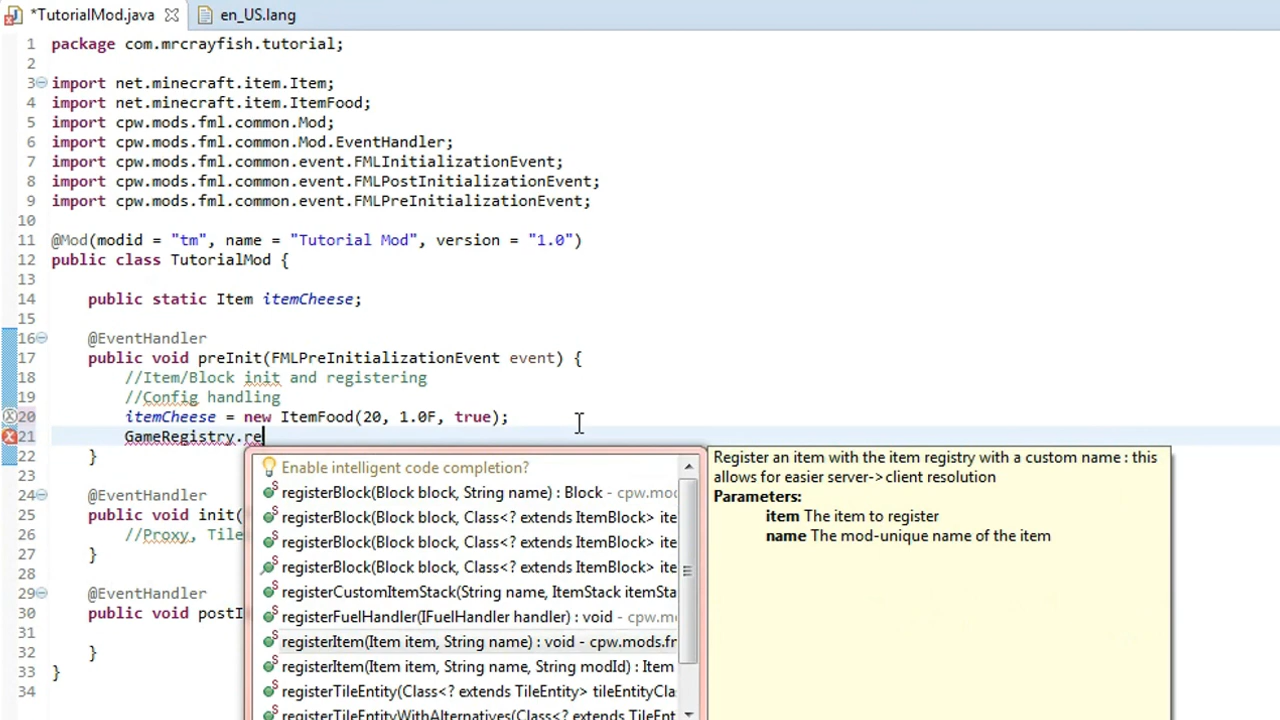 *TutorialMod.java
en_US.lang
1 package com.mrcrayfish.tutorial;
2
3 import net.minecraft.item.Item;
4 import net.minecraft.item.ItemFood;
5 import cpw.mods.fml.common.Mod;
6 import cpw.mods.fml.common.Mod.EventHandler;
7 import cpw.mods.fml.common.event.FMLInitializationEvent;
8 import cpw.mods.fml.common.event.FMLPostInitializationEvent;
9 import cpw.mods.fml.common.event.FMLPreInitializationEvent;
10
11 @Mod(modid = "tm", name = "Tutorial Mod", version = "1.0")
12 public class TutorialMod {
13
14 public static Item itemCheese;
15
16 @EventHandler
17 public void preInit(FMLPreInitializationEvent event) {
18 //Item/Block init and registering
19 //Config handling
20 itemCheese = new ItemFood(20, 1.0F, true);
21 GameRegistry.re
22 }
23
24 @EventHandler
25 public void init(
26 //Proxy, Tile
27 }
28
29 @EventHandler
30 public void postI
31
32 }
33 }
34
Enable intelligent code completion?
registerBlock(Block block, String name) : Block - cpw.mod
registerBlock(Block block, Class<? extends ItemBlock> ite
registerBlock(Block block, Class<? extends ItemBlock> ite
registerBlock(Block block, Class<? extends ItemBlock> ite
registerCustomItemStack(String name, ItemStack itemSta
registerFuelHandler(IFuelHandler handler) : void - cpw.m
registerItem(Item item, String name) : void - cpw.mods.fr
registerItem(Item item, String name, String modId) : Item
registerTileEntity(Class<? extends TileEntity> tileEntityCla
registerTileEntityWithAlternatives(Class<? extends TileEnt
Register an item with the item registry with a custom name : this
allows for easier server->client resolution
Parameters:
item The item to register
name The mod-unique name of the item